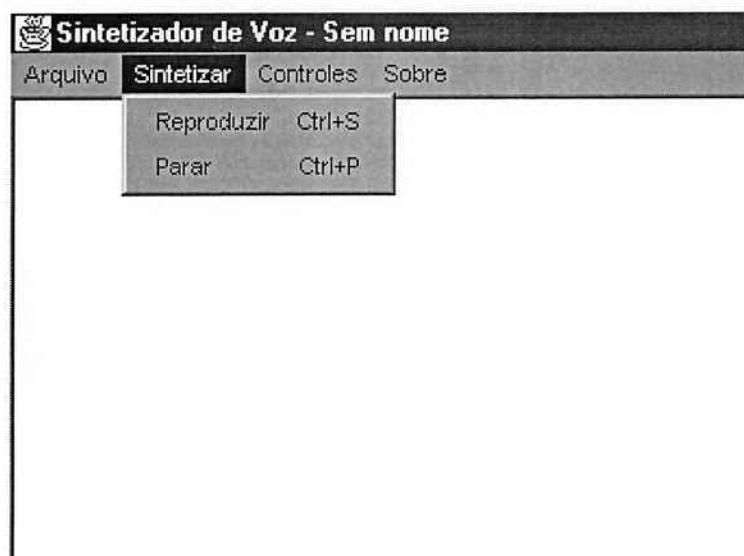 Sintetizador de Voz - Sem nome
Arquivo Sintetizar Controles Sobre
Reproduzir Ctrl+S
Parar Ctrl+P